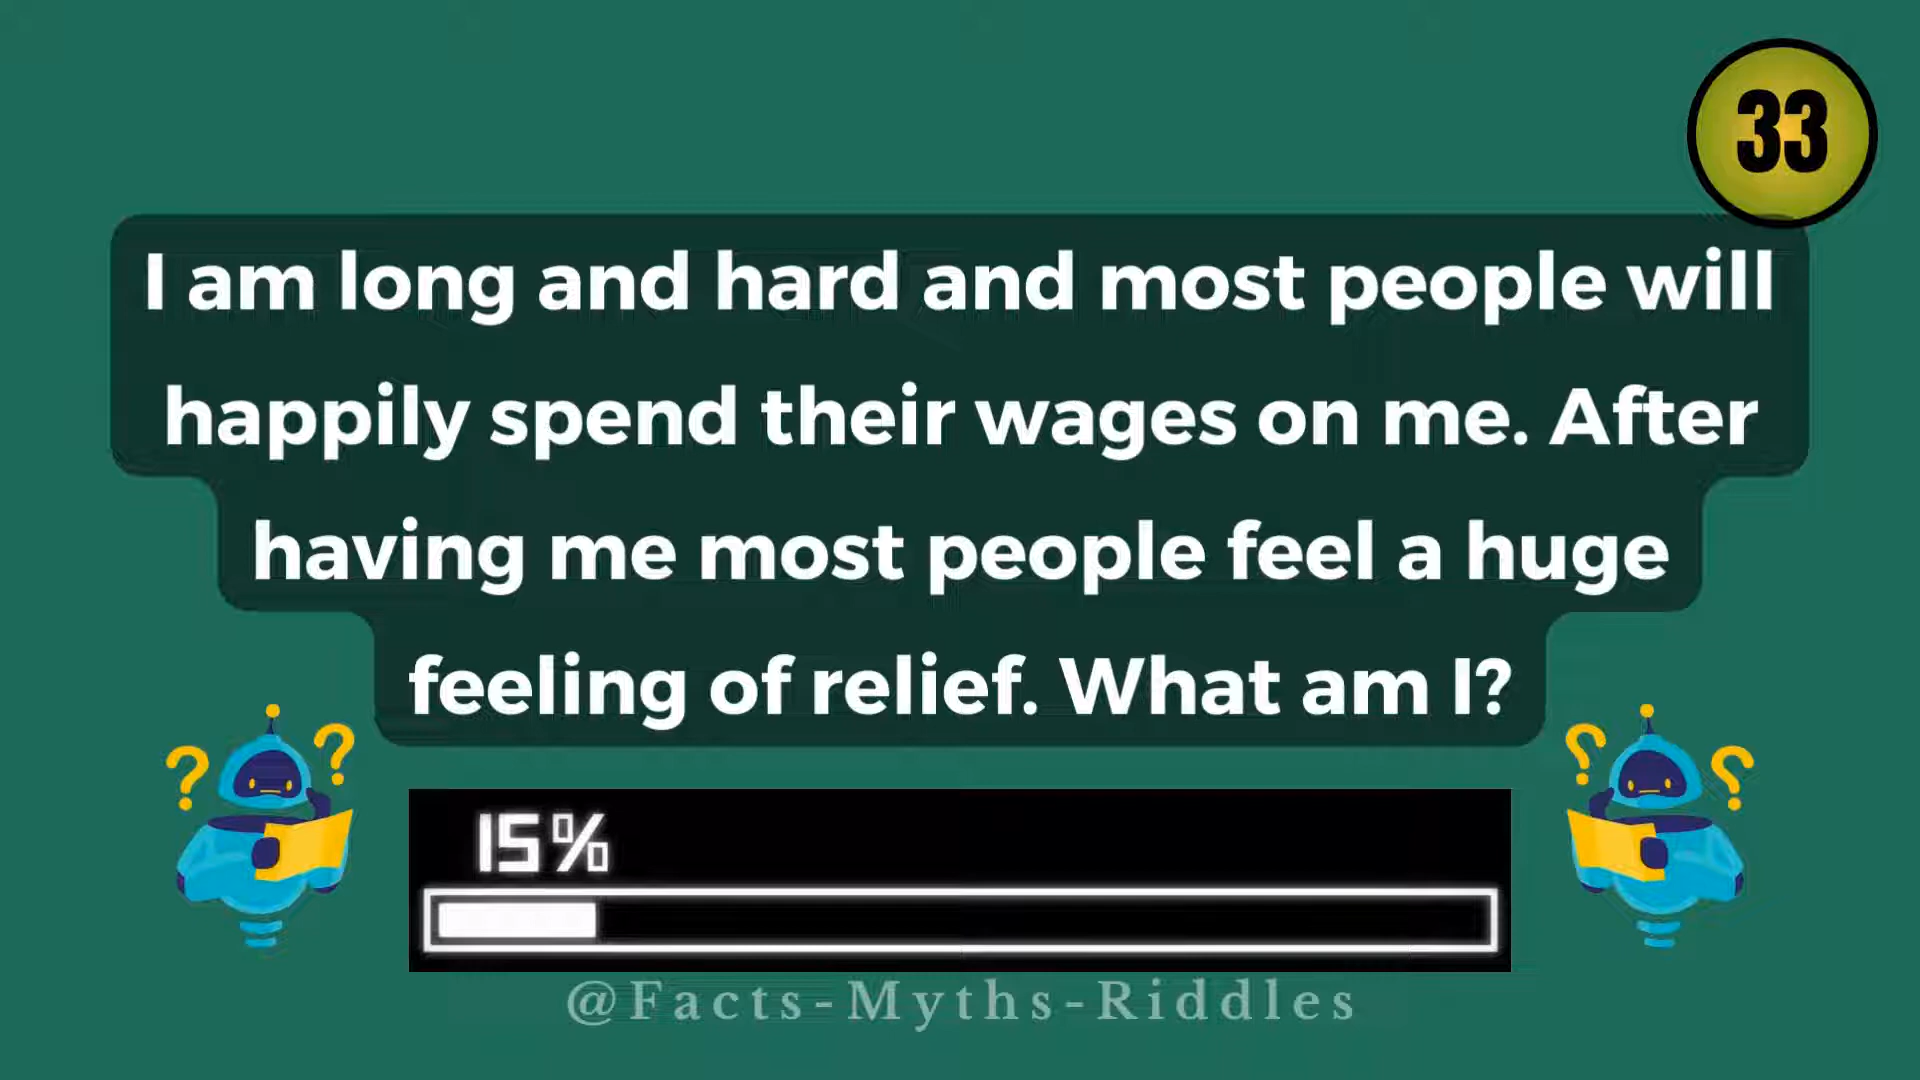 33
I am long and hard and most people will
happily spend their wages on me. After
having me most people feel a huge
feeling of relief. What am I?
? ?
? ?
15%
@Facts-Myths-Riddles